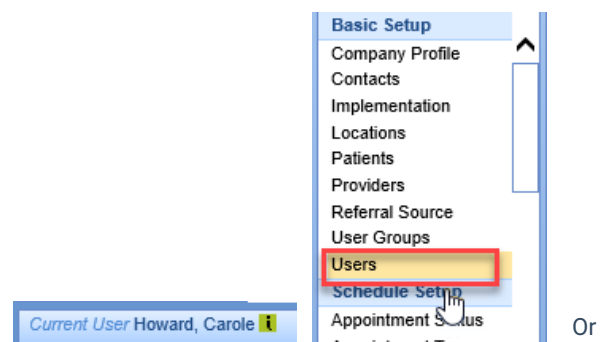 Basic Setup
Company Profile
Contacts
Implementation
Locations
Patients
Providers
Referral Source
User Groups
Users
Schedule Setup
Current User Howard, Carole i
Appointment Status
Or